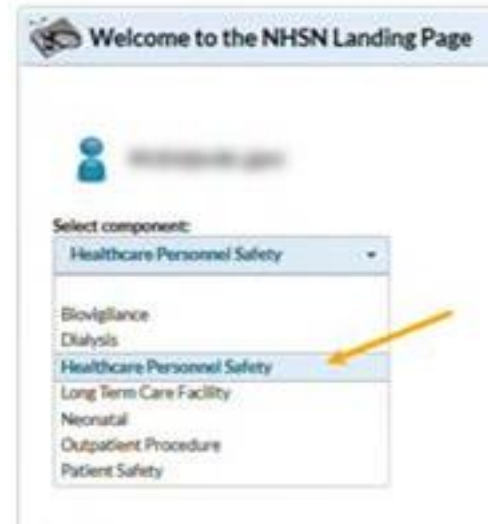 Welcome to the NHSN Landing Page
Select component:
Healthcare Personnel Safety
Biovigilance
Dialysis
Healthcare Personnel Safety
Long Term Care Facility
Neonatal
Outpatient Procedure
Patient Safety